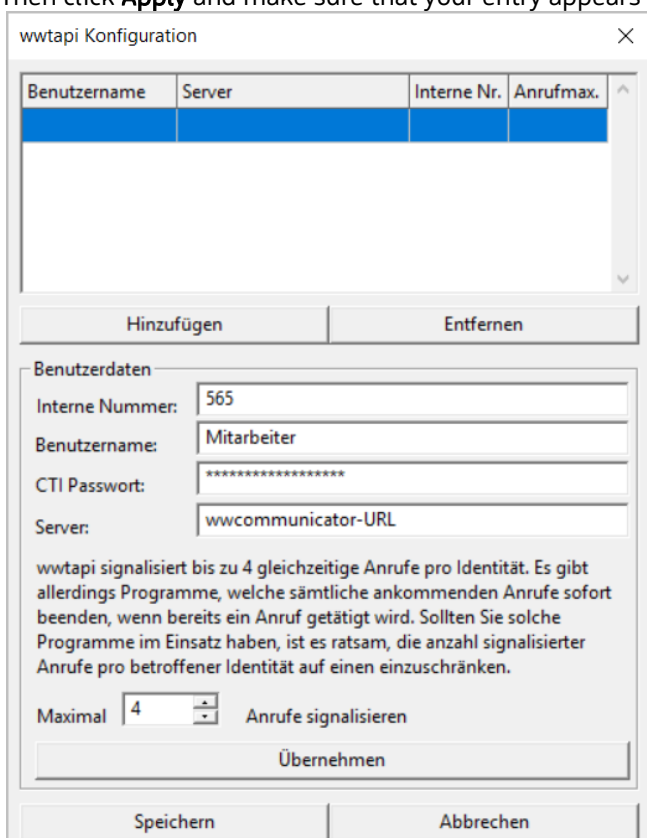 Then click Apply and make sure that your entry appears
wwtapi Konfiguration
Benutzername Server Interne Nr. Anrufmax.
Hinzufügen Entfernen
Benutzerdaten
Interne Nummer: 565
Benutzername: Mitarbeiter
CTI Passwort: ******************
Server: wwcommunicator-URL
wwtapi signalisiert bis zu 4 gleichzeitige Anrufe pro Identität. Es gibt
allerdings Programme, welche sämtliche ankommenden Anrufe sofort
beenden, wenn bereits ein Anruf getätigt wird. Sollten Sie solche
Programme im Einsatz haben, ist es ratsam, die anzahl signalisierter
Anrufe pro betroffener Identität auf einen einzuschränken.
Maximal 4 Anrufe signalisieren
Übernehmen
Speichern Abbrechen